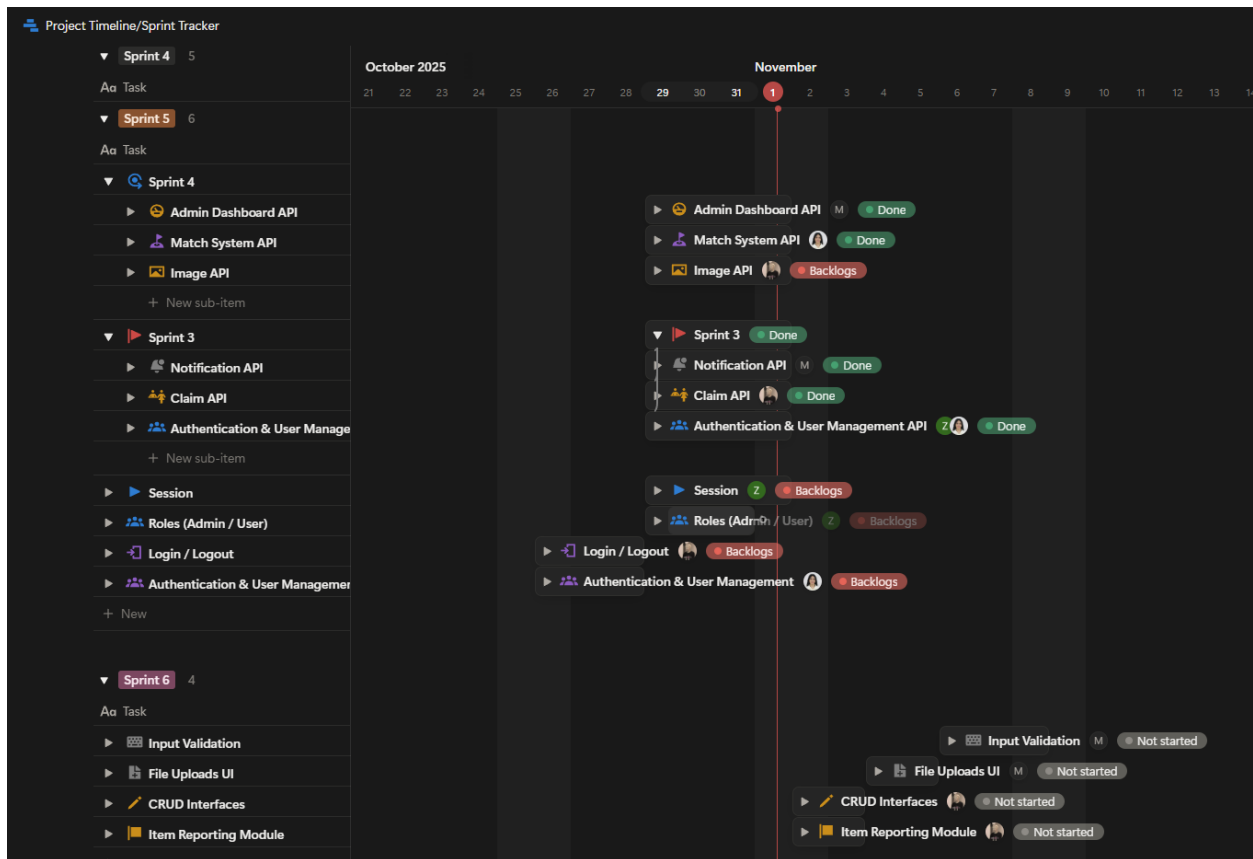 Project Timeline/Sprint Tracker
Sprint 4 5
October 2025 November
Aa Task
21 22 23 24 25 26 27 28 29 30 31 1 2 3 4 5 6 7 8 9 10 11 12 13 14
Sprint 5 6
Aa Task
Sprint 4
Admin Dashboard API Admin Dashboard API M Done
Match System API Match System API Done
Image API Image API Backlogs
+ New sub-item
Sprint 3 Sprint 3 Done
Notification API Notification API M Done
Claim API Claim API Done
Authentication & User Manage Authentication & User Management API Z Done
+ New sub-item
Session Session Z Backlogs
Roles (Admin / User) Roles (Admin / User) Z Backlogs
Login / Logout Login / Logout Backlogs
Authentication & User Managemen Authentication & User Management Backlogs
+ New
Sprint 6 4
Aa Task
Input Validation Input Validation M Not started
File Uploads UI File Uploads UI M Not started
CRUD Interfaces CRUD Interfaces Not started
Item Reporting Module Item Reporting Module Not started